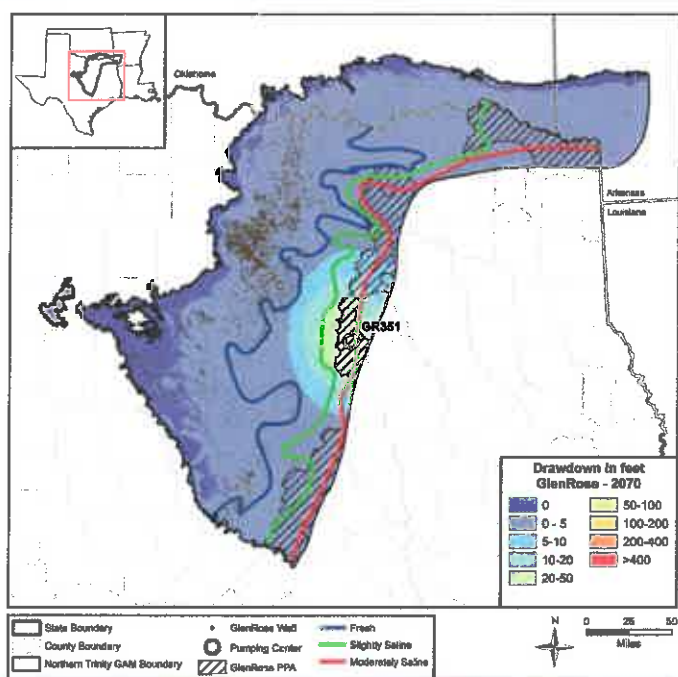 Oklahoma
Arkansas
Louisiana
GR351
Drawdown in feet
GlenRose - 2070
0
0 - 5
5-10
10-20
20-50
50-100
100-200
200-400
>400
State Boundary
County Boundary
Northern Trinity GAM Boundary
GlenRose Well
Pumping Center
GlenRose PPA
Fresh
Slightly Saline
Moderately Saline
N
0 25 50
Miles